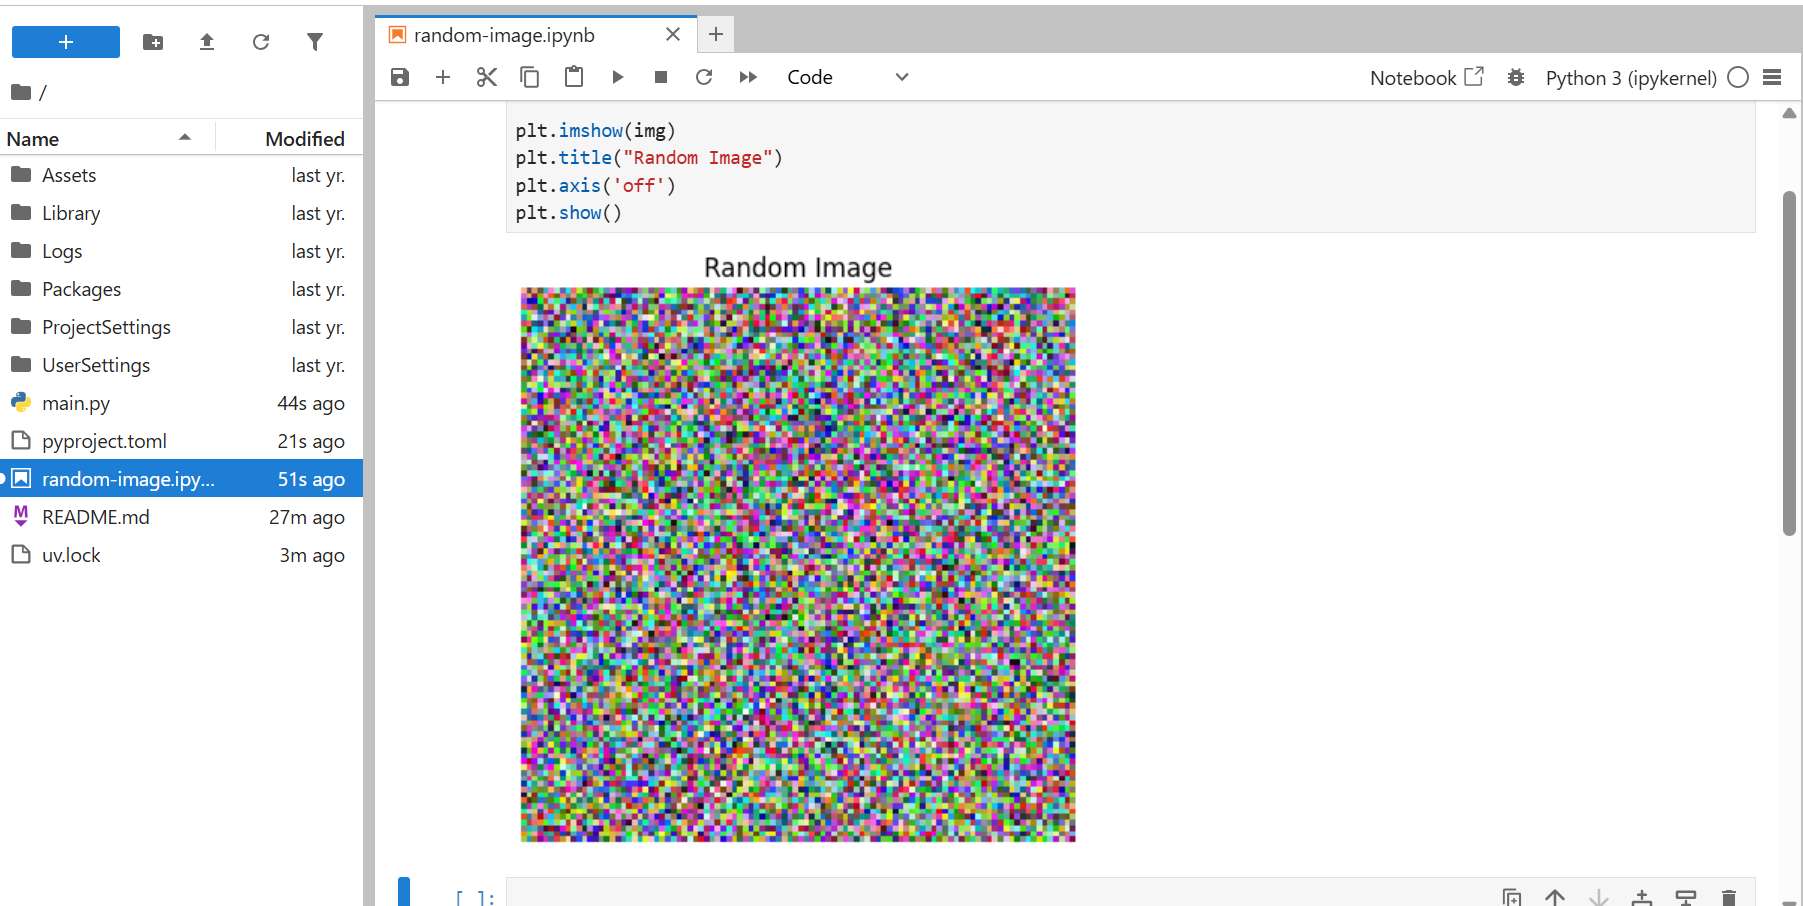 random-image.ipynb
Code
Notebook
Python 3 (ipykernel)
/
Name Modified
Assets last yr.
Library last yr.
Logs last yr.
Packages last yr.
ProjectSettings last yr.
UserSettings last yr.
main.py 44s ago
pyproject.toml 21s ago
random-image.ipy... 51s ago
README.md 27m ago
uv.lock 3m ago
plt.imshow(img)
plt.title("Random Image")
plt.axis('off')
plt.show()
Random Image
[ ]: